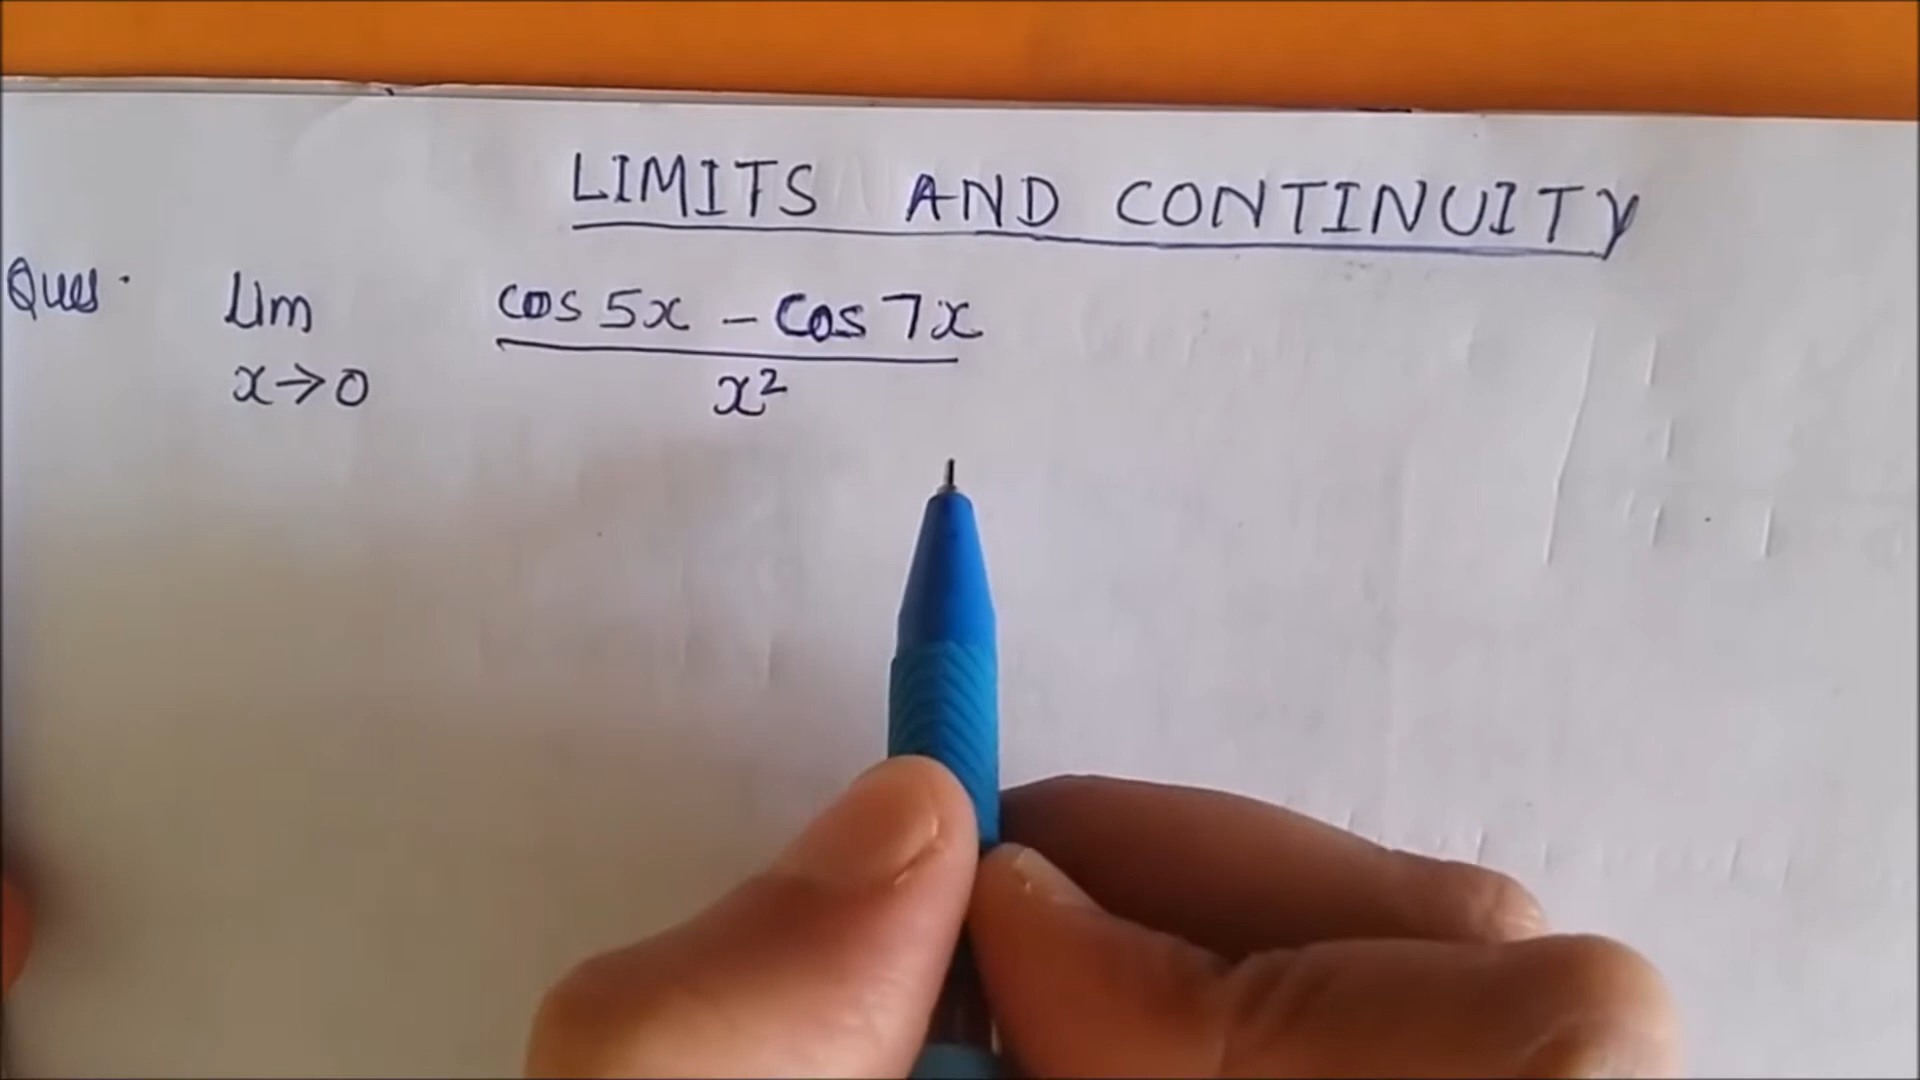 LIMITS AND CONTINUITY
Ques. Lim x→0 (cos 5x - cos 7x) / x²